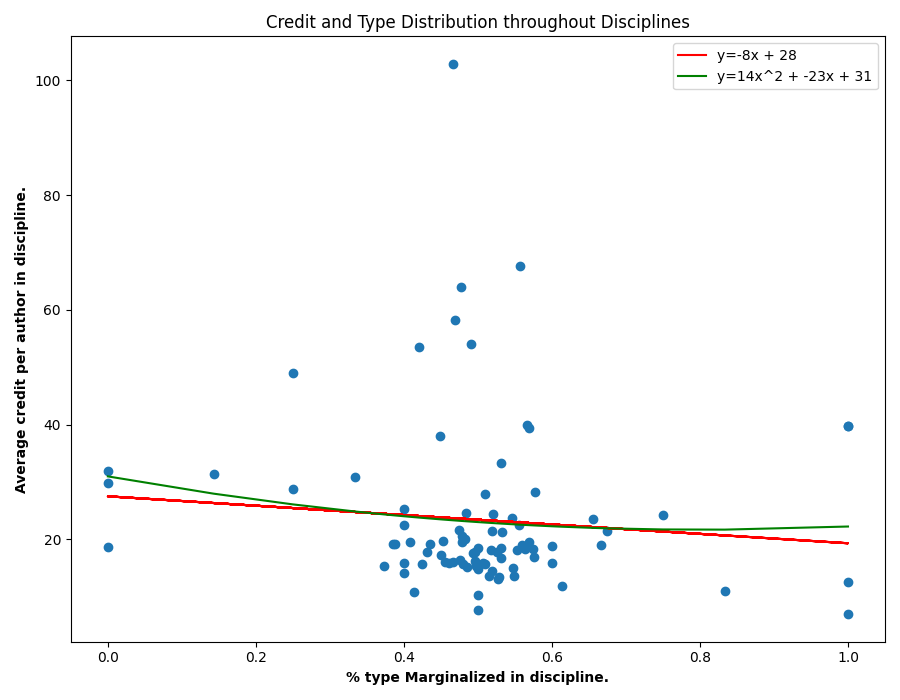 Credit and Type Distribution throughout Disciplines
y=-8x + 28
y=14x^2 + -23x + 31
100
80
60
40
20
Average credit per author in discipline.
0.0 0.2 0.4 0.6 0.8 1.0
% type Marginalized in discipline.